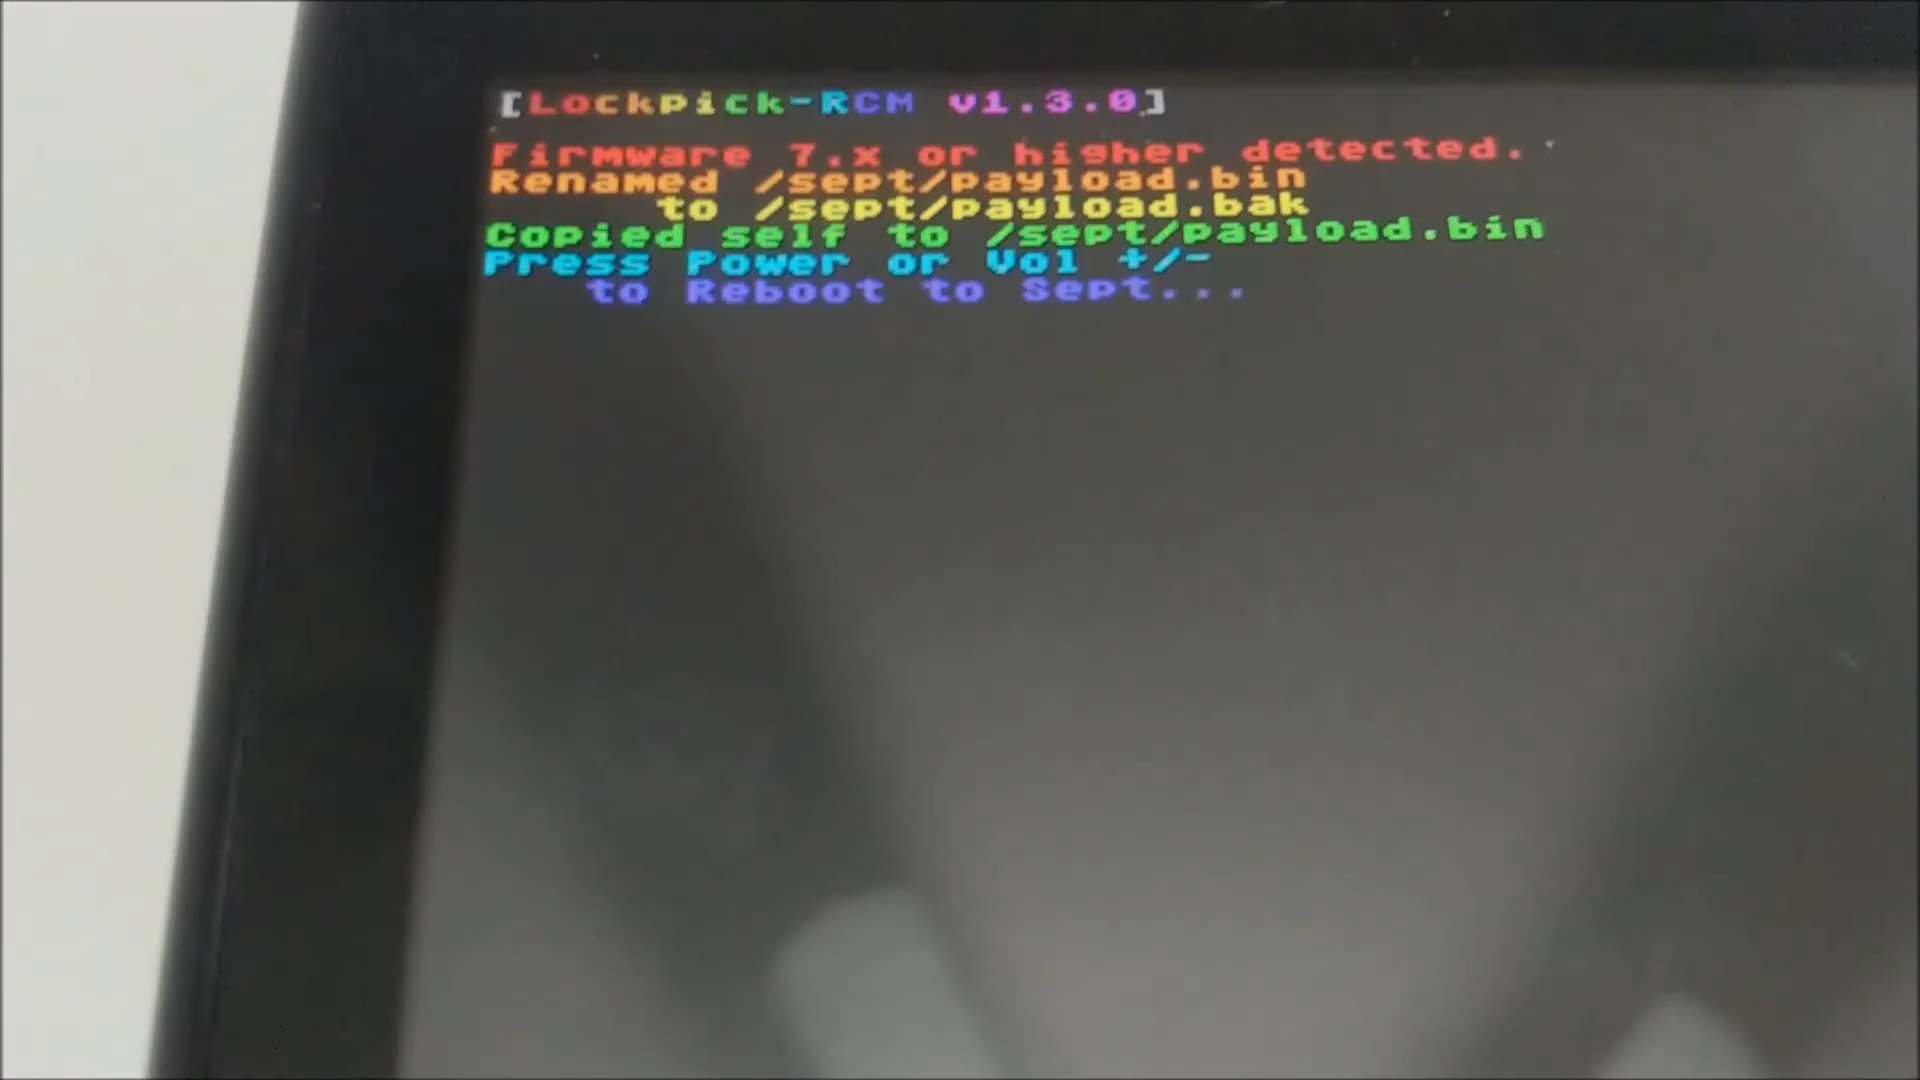 [Lockpick-RCM v1.3.0]
Firmware 7.x or higher detected.
Renamed /sept/payload.bin
to /sept/payload.bak
Copied self to /sept/payload.bin
Press Power or Vol +/-
to Reboot to Sept...